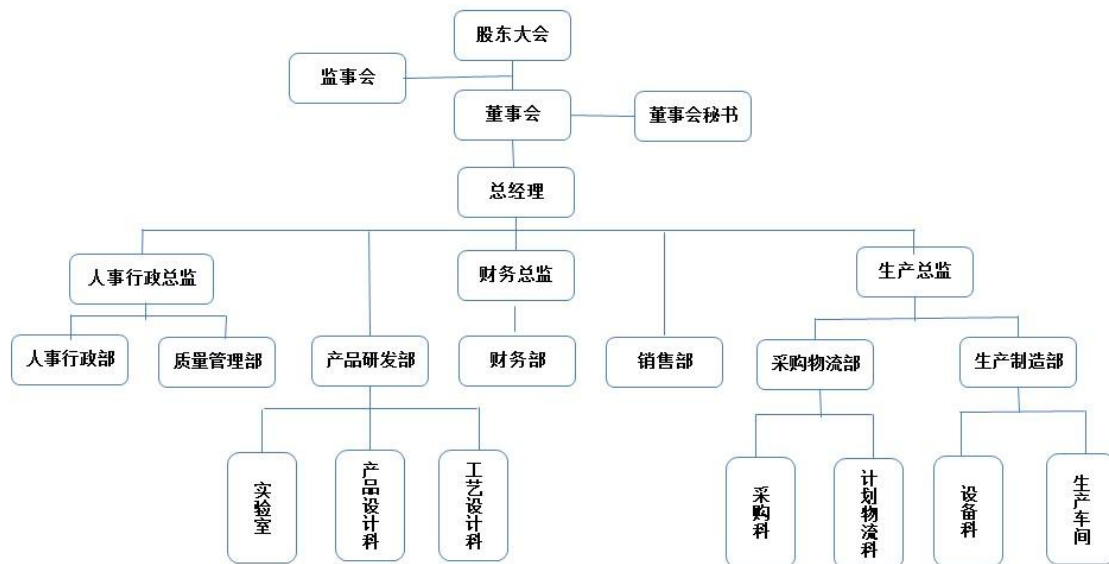 股东大会
监事会
董事会
董事会秘书
总经理
人事行政总监
财务总监
生产总监
人事行政部
质量管理部
产品研发部
财务部
销售部
采购物流部
生产制造部
实验室
产品设计科
工艺设计科
采购科
计划物流科
设备科
生产车间